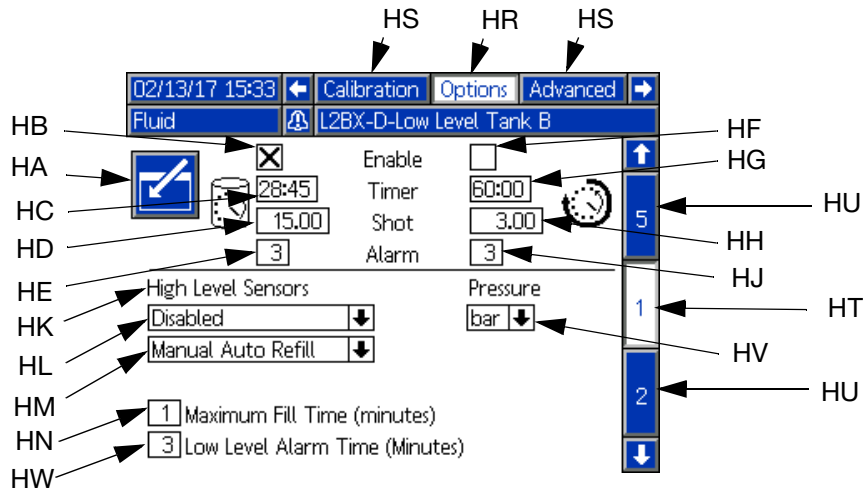 HS HR HS
02/13/17 15:33 Calibration Options Advanced
Fluid L2BX-D-Low Level Tank B
HB Enable HF
HA 28:45 Timer 60:00 HG
HC
HD 15.00 Shot 3.00 HH
5 HU
HE 3 Alarm 3 HJ
HK High Level Sensors Pressure
1 HT
HL Disabled bar HV
HM Manual Auto Refill
2 HU
HN 1 Maximum Fill Time (minutes)
HW 3 Low Level Alarm Time (Minutes)